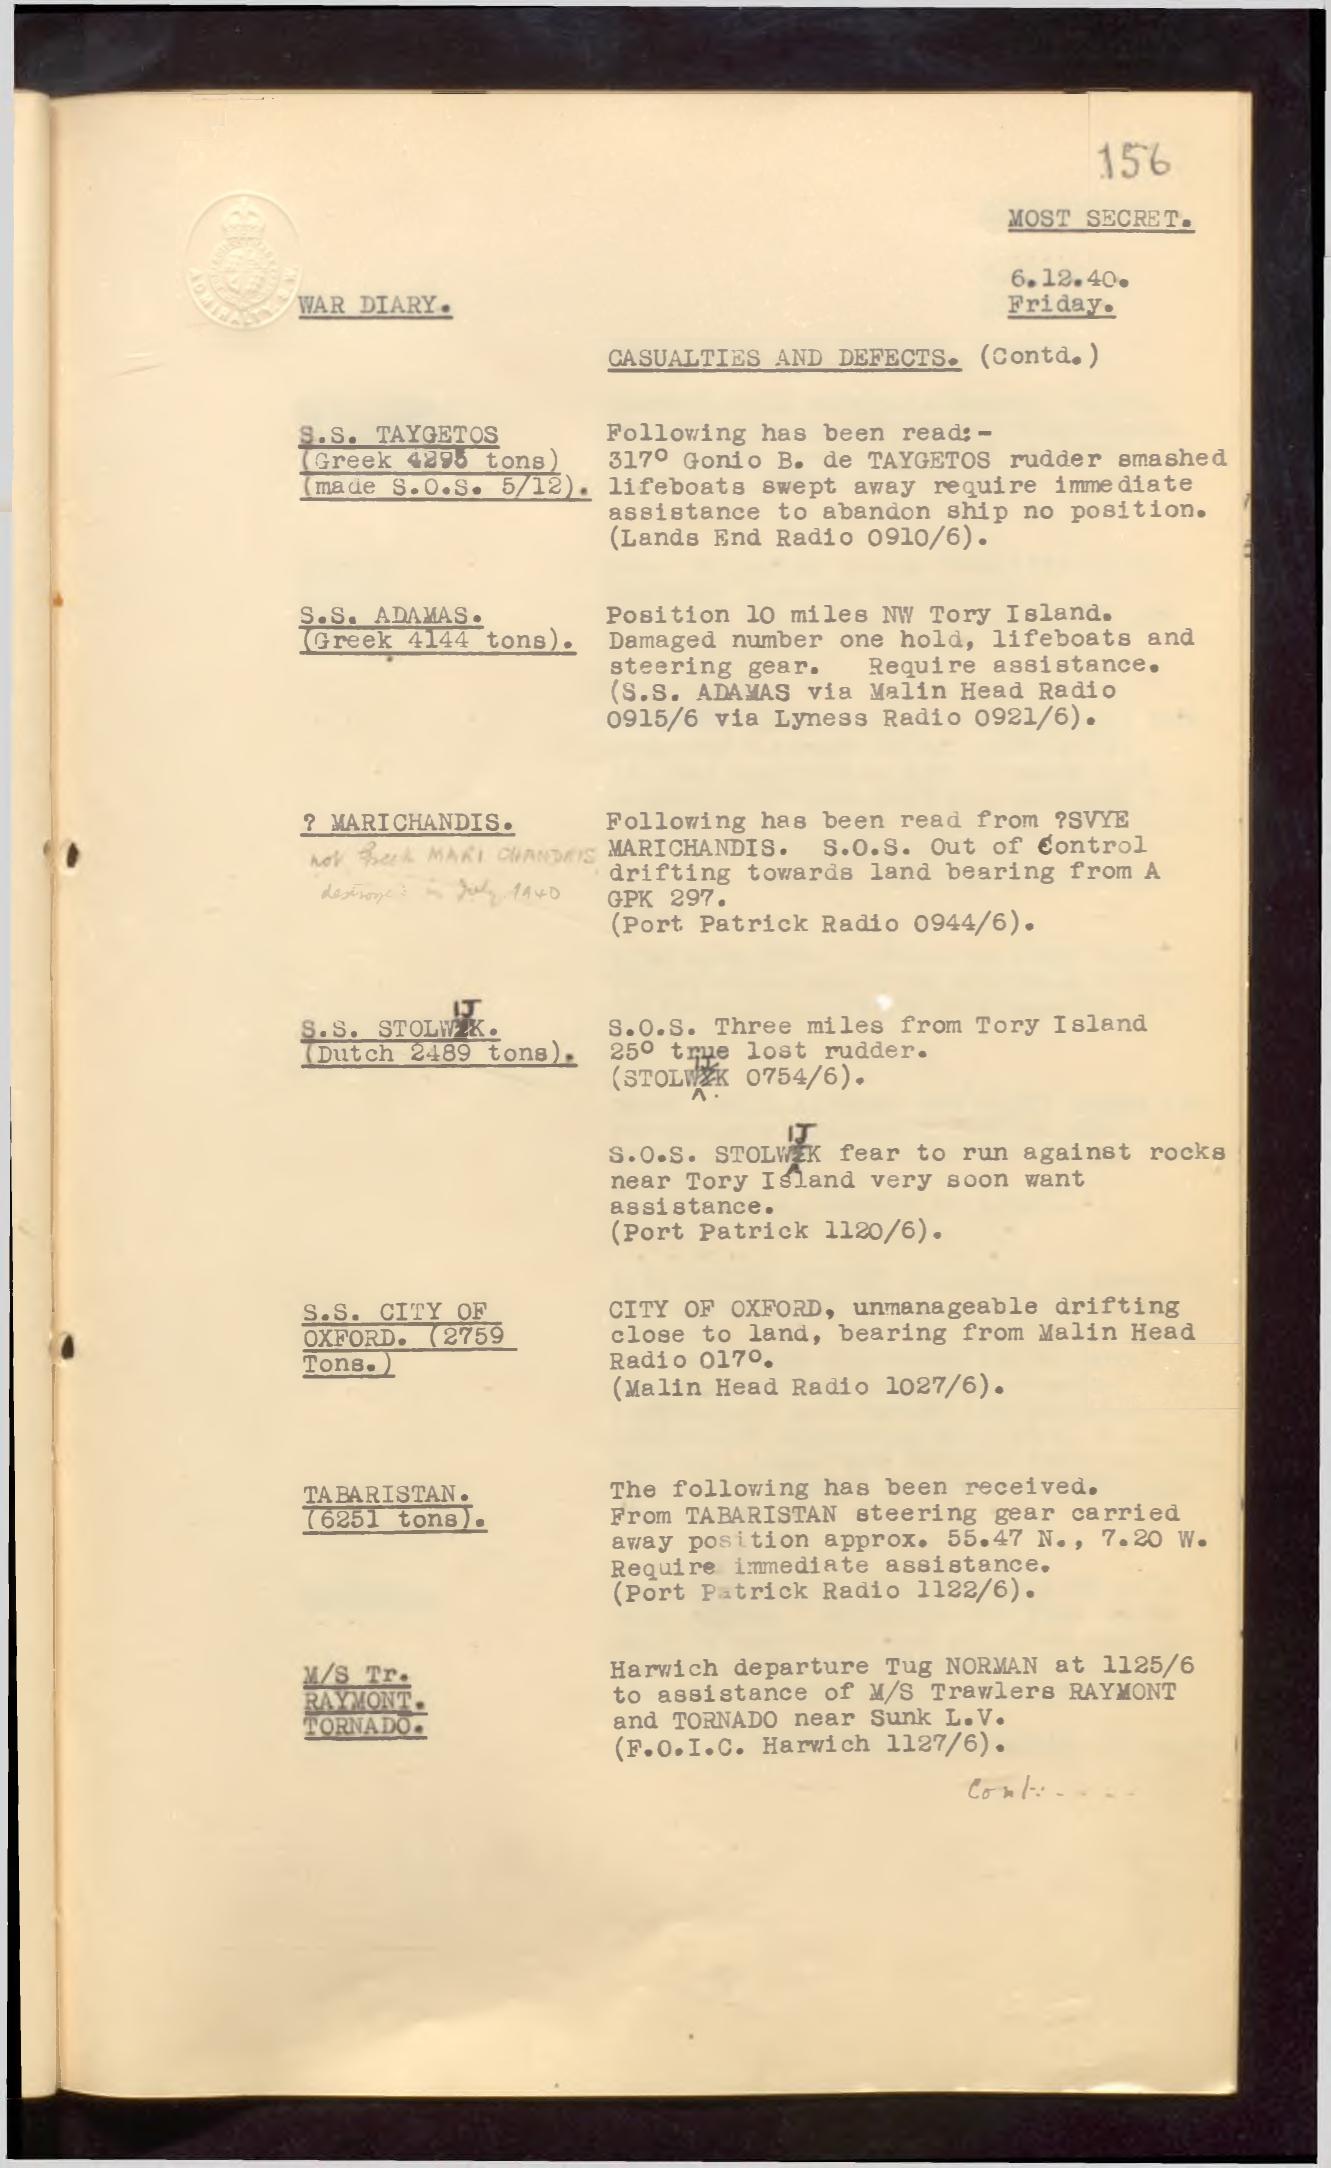 156
MOST SECRET.
6.12.40.
Friday.
WAR DIARY.
CASUALTIES AND DEFECTS. (Contd.)
S.S. TAYGETOS
(Greek 4295 tons)
(made S.O.S. 5/12).
Following has been read:-
317° Gonio B. de TAYGETOS rudder smashed
lifeboats swept away require immediate
assistance to abandon ship no position.
(Lands End Radio 0910/6).
S.S. ADAMAS.
(Greek 4144 tons).
Position 10 miles NW Tory Island.
Damaged number one hold, lifeboats and
steering gear. Require assistance.
(S.S. ADAMAS via Malin Head Radio
0915/6 via Lyness Radio 0921/6).
? MARICHANDIS.
not Greek MARI CHANDRIS
destroyed in July 1940
Following has been read from ?SVYE
MARICHANDIS. S.O.S. Out of Control
drifting towards land bearing from A
GPK 297.
(Port Patrick Radio 0944/6).
S.S. STOLWIJK.
(Dutch 2489 tons).
S.O.S. Three miles from Tory Island
25° true lost rudder.
(STOLWIJK 0754/6).
S.O.S. STOLWIJK fear to run against rocks
near Tory Island very soon want
assistance.
(Port Patrick 1120/6).
S.S. CITY OF
OXFORD. (2759
Tons.)
CITY OF OXFORD, unmanageable drifting
close to land, bearing from Malin Head
Radio 017°.
(Malin Head Radio 1027/6).
TABARISTAN.
(6251 tons).
The following has been received.
From TABARISTAN steering gear carried
away position approx. 55.47 N., 7.20 W.
Require immediate assistance.
(Port Patrick Radio 1122/6).
M/S Tr.
RAYMONT.
TORNADO.
Harwich departure Tug NORMAN at 1125/6
to assistance of M/S Trawlers RAYMONT
and TORNADO near Sunk L.V.
(F.O.I.C. Harwich 1127/6).
Cont: - - - -